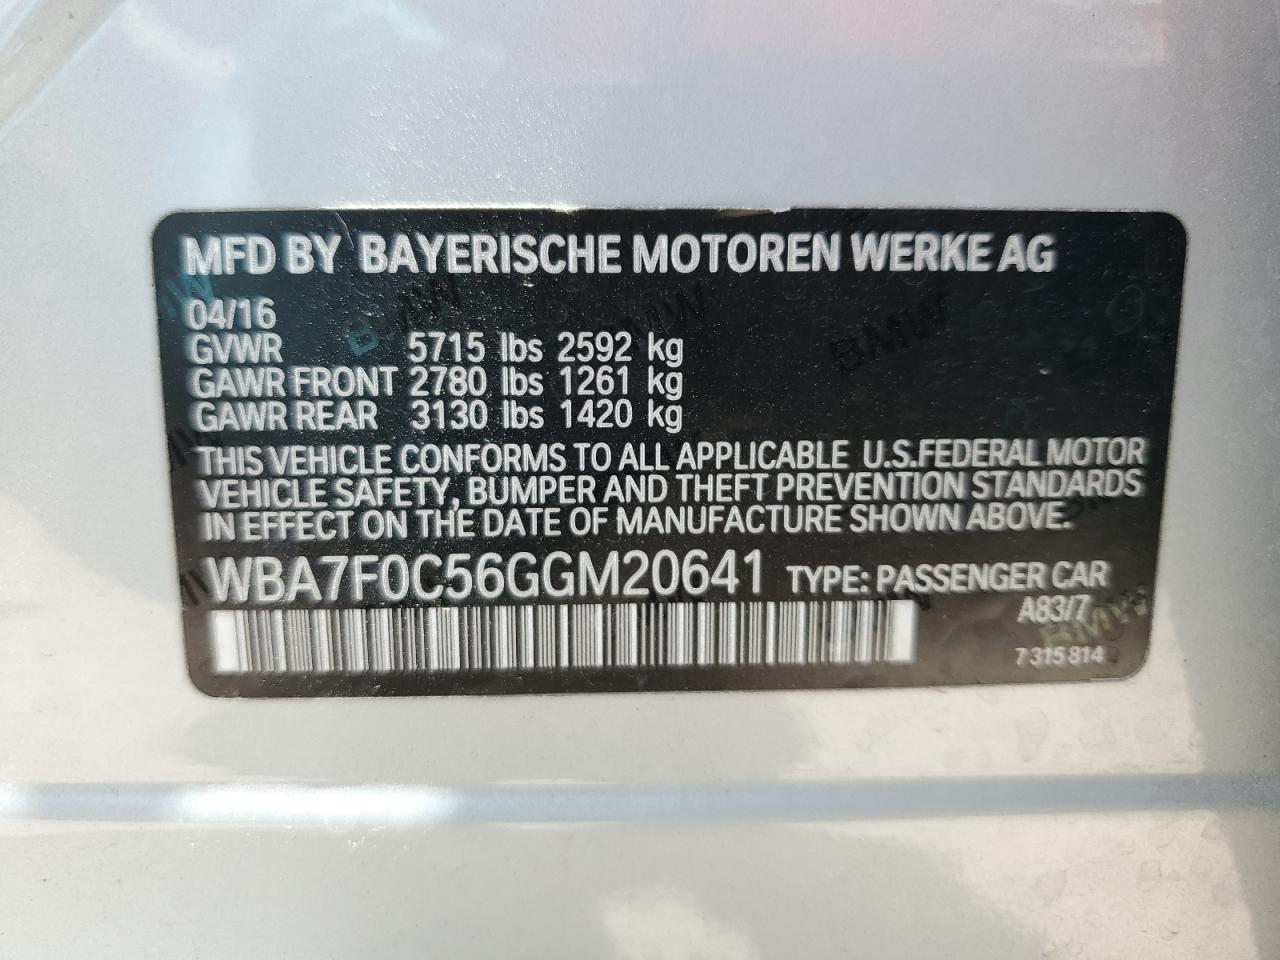 MFD BY BAYERISCHE MOTOREN WERKE AG
04/16
GVWR 5715 lbs 2592 kg
GAWR FRONT 2780 lbs 1261 kg
GAWR REAR 3130 lbs 1420 kg
THIS VEHICLE CONFORMS TO ALL APPLICABLE U.S.FEDERAL MOTOR
VEHICLE SAFETY, BUMPER AND THEFT PREVENTION STANDARDS
IN EFFECT ON THE DATE OF MANUFACTURE SHOWN ABOVE.
WBA7F0C56GGM20641 TYPE: PASSENGER CAR
A83/7
7 315 814